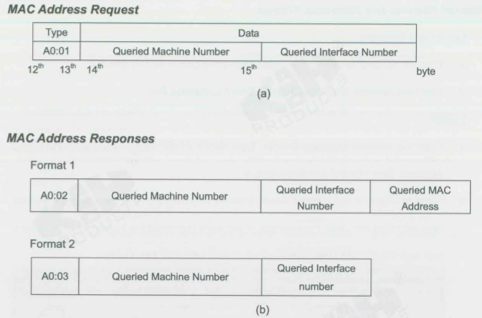 MAC Address Request
Type Data
A0:01 Queried Machine Number Queried Interface Number
12th 13th 14th 15th byte
(a)
MAC Address Responses
Format 1
A0:02 Queried Machine Number Queried Interface Number Queried MAC Address
Format 2
A0:03 Queried Machine Number Queried Interface number
(b)